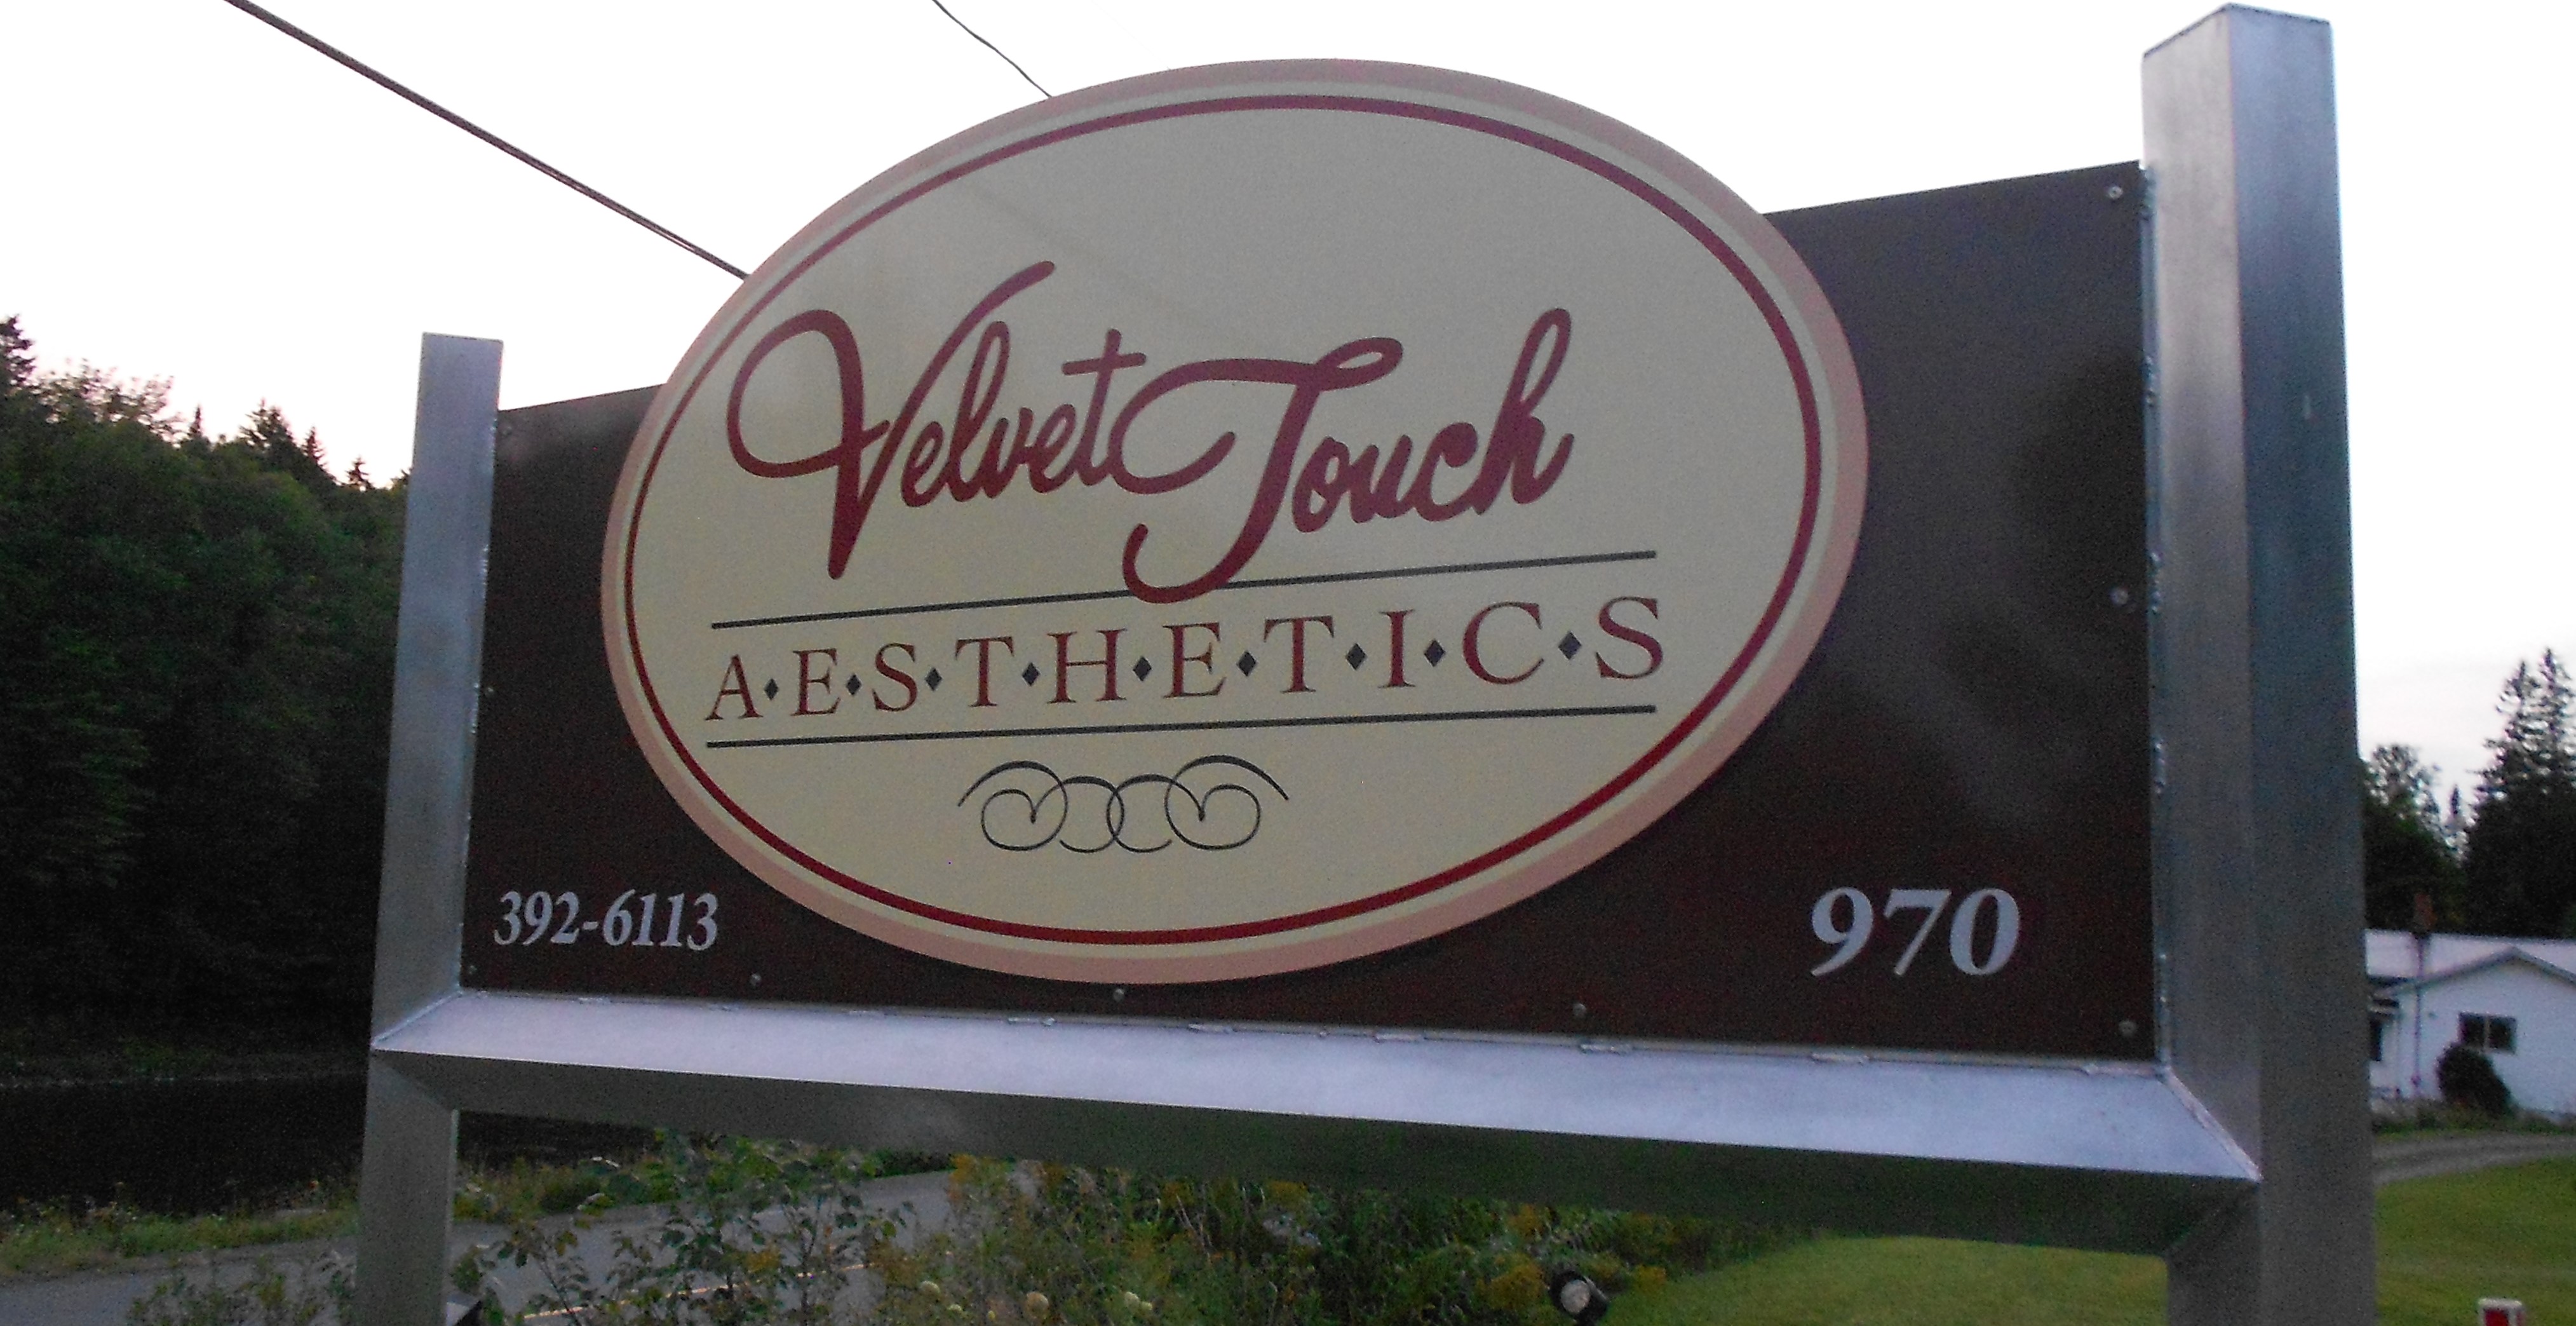 Velvet Touch
A♦E♦S♦T♦H♦E♦T♦I♦C♦S
392-6113
970